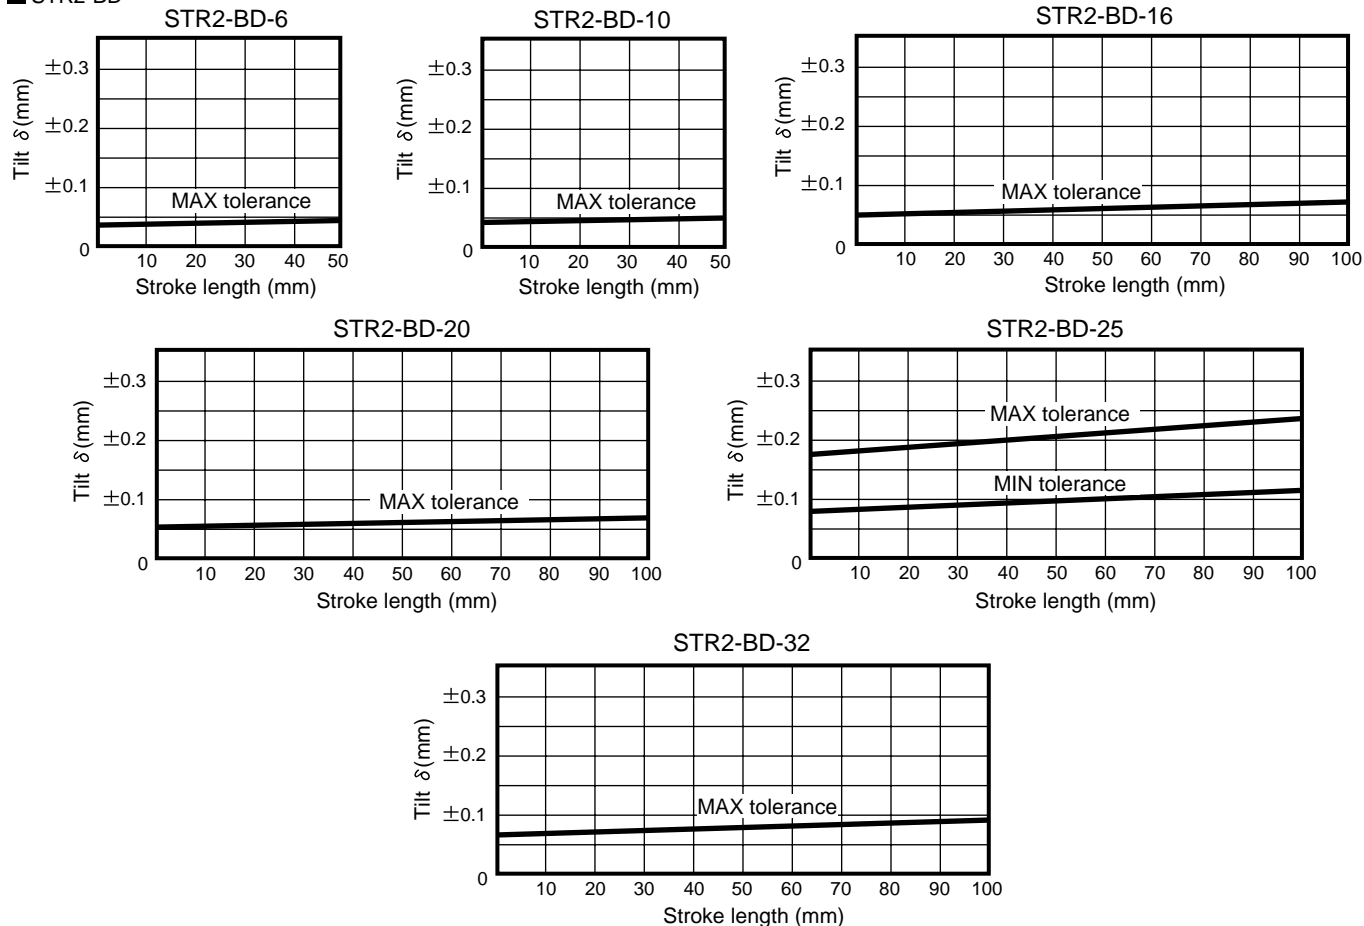 STR2-BD
STR2-BD-6
±0.3
±0.2
±0.1
0
Tilt δ(mm)
MAX tolerance
10 20 30 40 50
Stroke length (mm)
STR2-BD-10
±0.3
±0.2
±0.1
0
Tilt δ(mm)
MAX tolerance
10 20 30 40 50
Stroke length (mm)
STR2-BD-16
±0.3
±0.2
±0.1
0
Tilt δ(mm)
MAX tolerance
10 20 30 40 50 60 70 80 90 100
Stroke length (mm)
STR2-BD-20
±0.3
±0.2
±0.1
0
Tilt δ(mm)
MAX tolerance
10 20 30 40 50 60 70 80 90 100
Stroke length (mm)
STR2-BD-25
±0.3
±0.2
±0.1
0
Tilt δ(mm)
MAX tolerance
MIN tolerance
10 20 30 40 50 60 70 80 90 100
Stroke length (mm)
STR2-BD-32
±0.3
±0.2
±0.1
0
Tilt δ(mm)
MAX tolerance
10 20 30 40 50 60 70 80 90 100
Stroke length (mm)